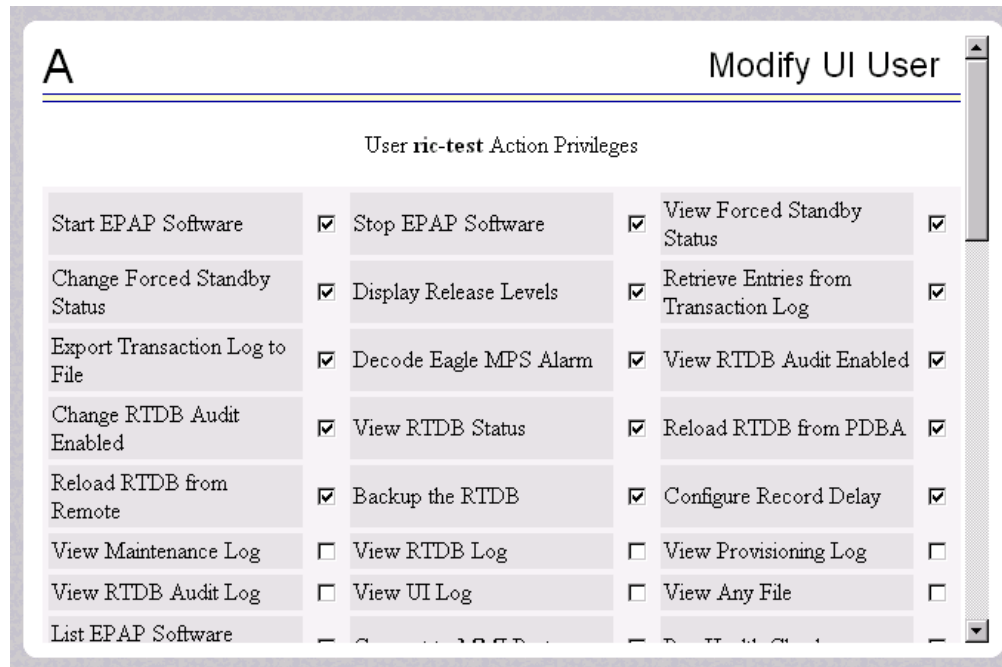 A
Modify UI User
User ric-test Action Privileges
Start EPAP Software
Stop EPAP Software
View Forced Standby
Status
Change Forced Standby
Status
Display Release Levels
Retrieve Entries from
Transaction Log
Export Transaction Log to
File
Decode Eagle MPS Alarm
View RTDB Audit Enabled
Change RTDB Audit
Enabled
View RTDB Status
Reload RTDB from PDBA
Reload RTDB from
Remote
Backup the RTDB
Configure Record Delay
View Maintenance Log
View RTDB Log
View Provisioning Log
View RTDB Audit Log
View UI Log
View Any File
List EPAP Software